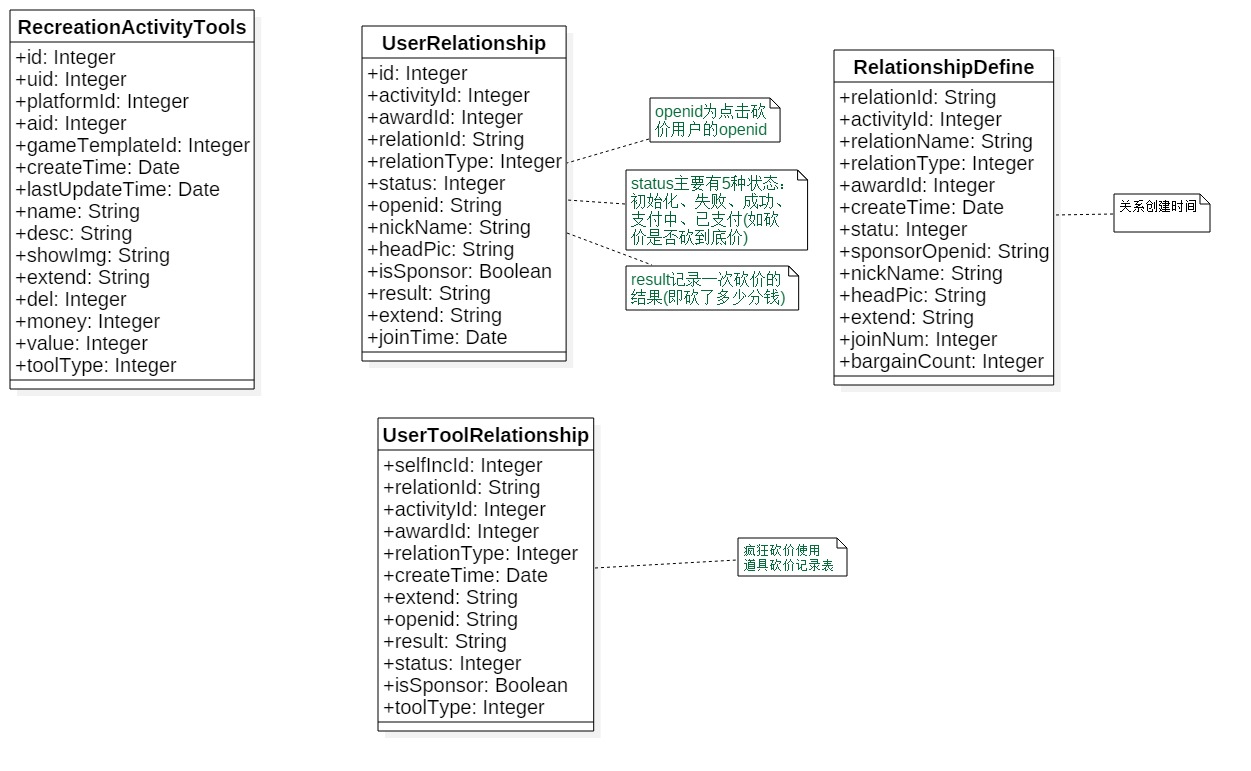 RecreationActivityTools
+id: Integer
+uid: Integer
+platformId: Integer
+aid: Integer
+gameTemplateId: Integer
+createTime: Date
+lastUpdateTime: Date
+name: String
+desc: String
+showImg: String
+extend: String
+del: Integer
+money: Integer
+value: Integer
+toolType: Integer
UserRelationship
+id: Integer
+activityId: Integer
+awardId: Integer
+relationId: String
+relationType: Integer
+status: Integer
+openid: String
+nickName: String
+headPic: String
+isSponsor: Boolean
+result: String
+extend: String
+joinTime: Date
openid为点击砍
价用户的openid
status主要有5种状态：
初始化、失败、成功、
支付中、已支付(如砍
价是否砍到底价)
result记录一次砍价的
结果(即砍了多少分钱)
RelationshipDefine
+relationId: String
+activityId: Integer
+relationName: String
+relationType: Integer
+awardId: Integer
+createTime: Date
+statu: Integer
+sponsorOpenid: String
+nickName: String
+headPic: String
+extend: String
+joinNum: Integer
+bargainCount: Integer
关系创建时间
UserToolRelationship
+selfIncId: Integer
+relationId: String
+activityId: Integer
+awardId: Integer
+relationType: Integer
+createTime: Date
+extend: String
+openid: String
+result: String
+status: Integer
+isSponsor: Boolean
+toolType: Integer
疯狂砍价使用
道具砍价记录表